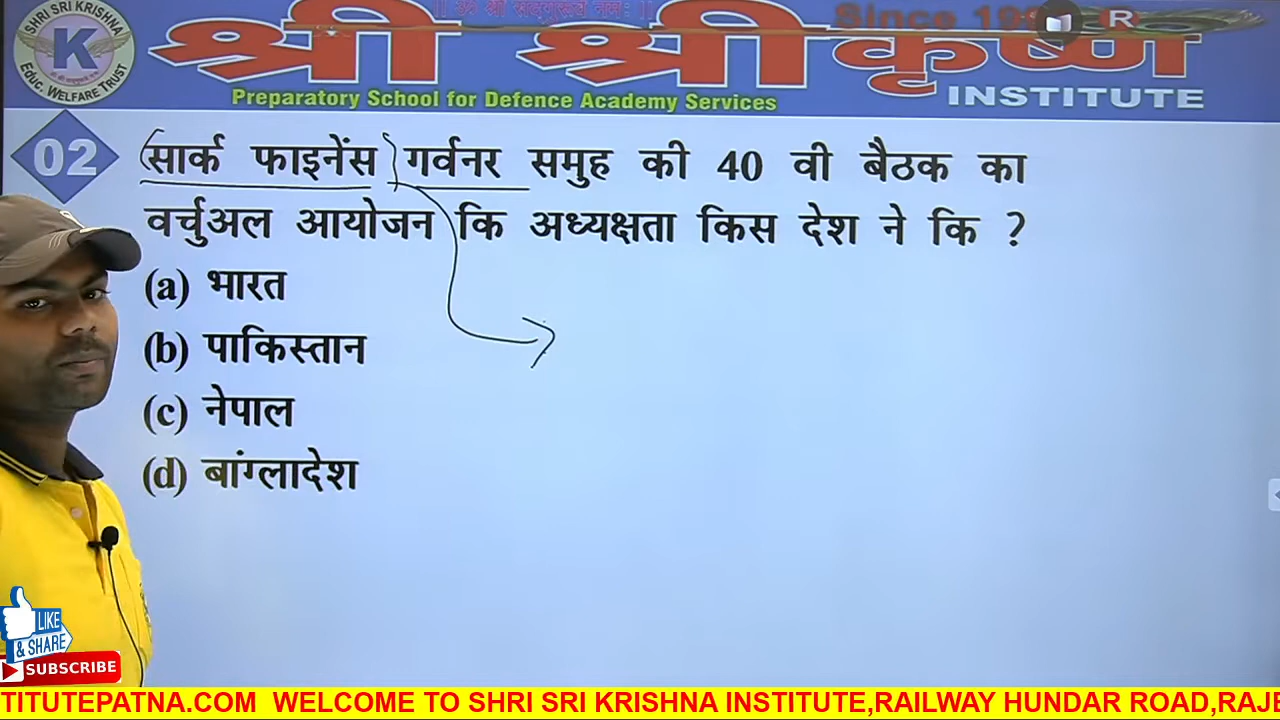 || ॐ श्री सद्गुरुवे नमः ||
SHRI SRI KRISHNA
K
Educ. WELFARE TRUST
श्री श्री कृष्ण
R
Preparatory School for Defence Academy Services
INSTITUTE
02 सार्क फाइनेंस गर्वनर समुह की 40 वी बैठक का
वर्चुअल आयोजन कि अध्यक्षता किस देश ने कि ?
(a) भारत
(b) पाकिस्तान
(c) नेपाल
(d) बांग्लादेश
LIKE
& SHARE
SUBSCRIBE
TITUTEPATNA.COM WELCOME TO SHRI SRI KRISHNA INSTITUTE,RAILWAY HUNDAR ROAD,RAJE